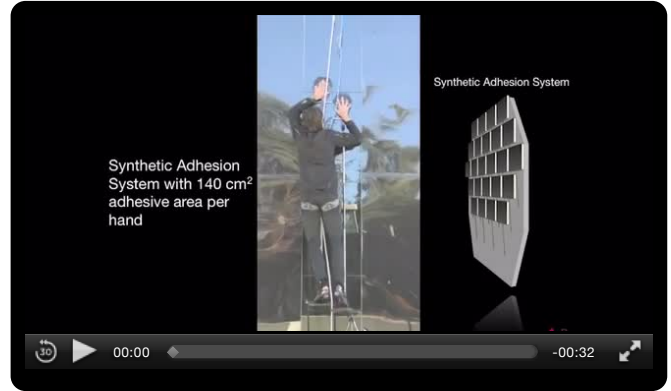 Synthetic Adhesion System
Synthetic Adhesion
System with 140 cm²
adhesive area per
hand
30
00:00
-00:32